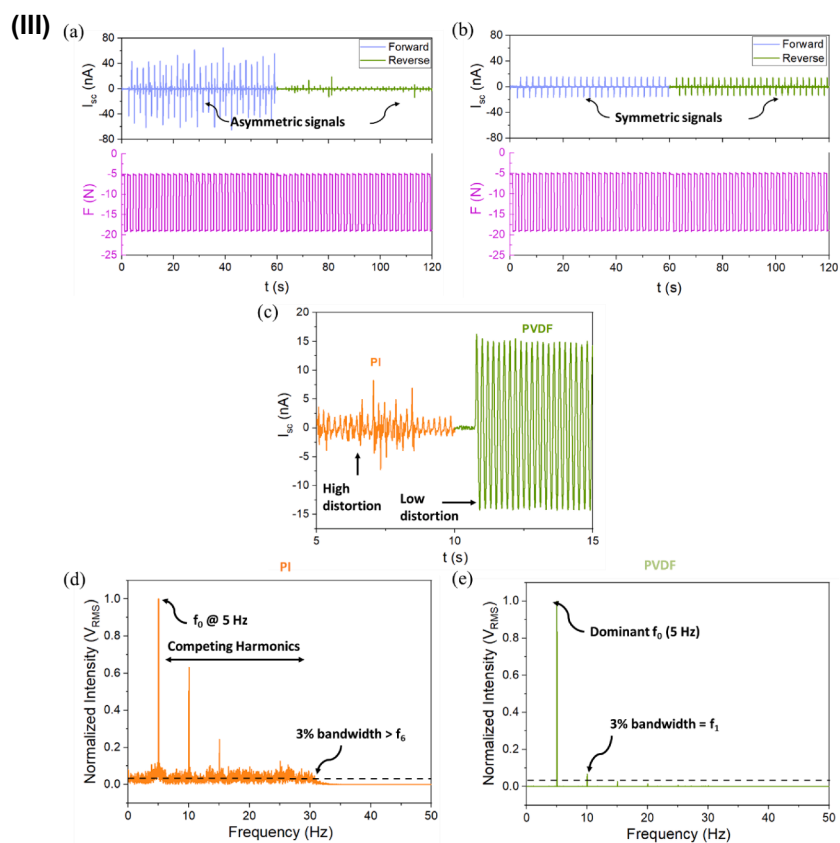 (III)
(a)
80
40
0
-40
-80
I_sc (nA)
Forward
Reverse
Asymmetric signals
0
-5
-10
-15
-20
-25
F (N)
0 20 40 60 80 100 120
t (s)
(b)
80
40
0
-40
-80
I_sc (nA)
Forward
Reverse
Symmetric signals
0
-5
-10
-15
-20
-25
F (N)
0 20 40 60 80 100 120
t (s)
(c)
20
15
10
5
0
-5
-10
-15
I_sc (nA)
PI
PVDF
High
distortion
Low
distortion
5 10 15
t (s)
(d)
PI
1.0
0.8
0.6
0.4
0.2
0.0
Normalized Intensity (V_RMS)
f₀ @ 5 Hz
Competing Harmonics
3% bandwidth > f₆
0 10 20 30 40 50
Frequency (Hz)
(e)
PVDF
1.0
0.8
0.6
0.4
0.2
0.0
Normalized Intensity (V_RMS)
Dominant f₀ (5 Hz)
3% bandwidth = f₁
0 10 20 30 40 50
Frequency (Hz)